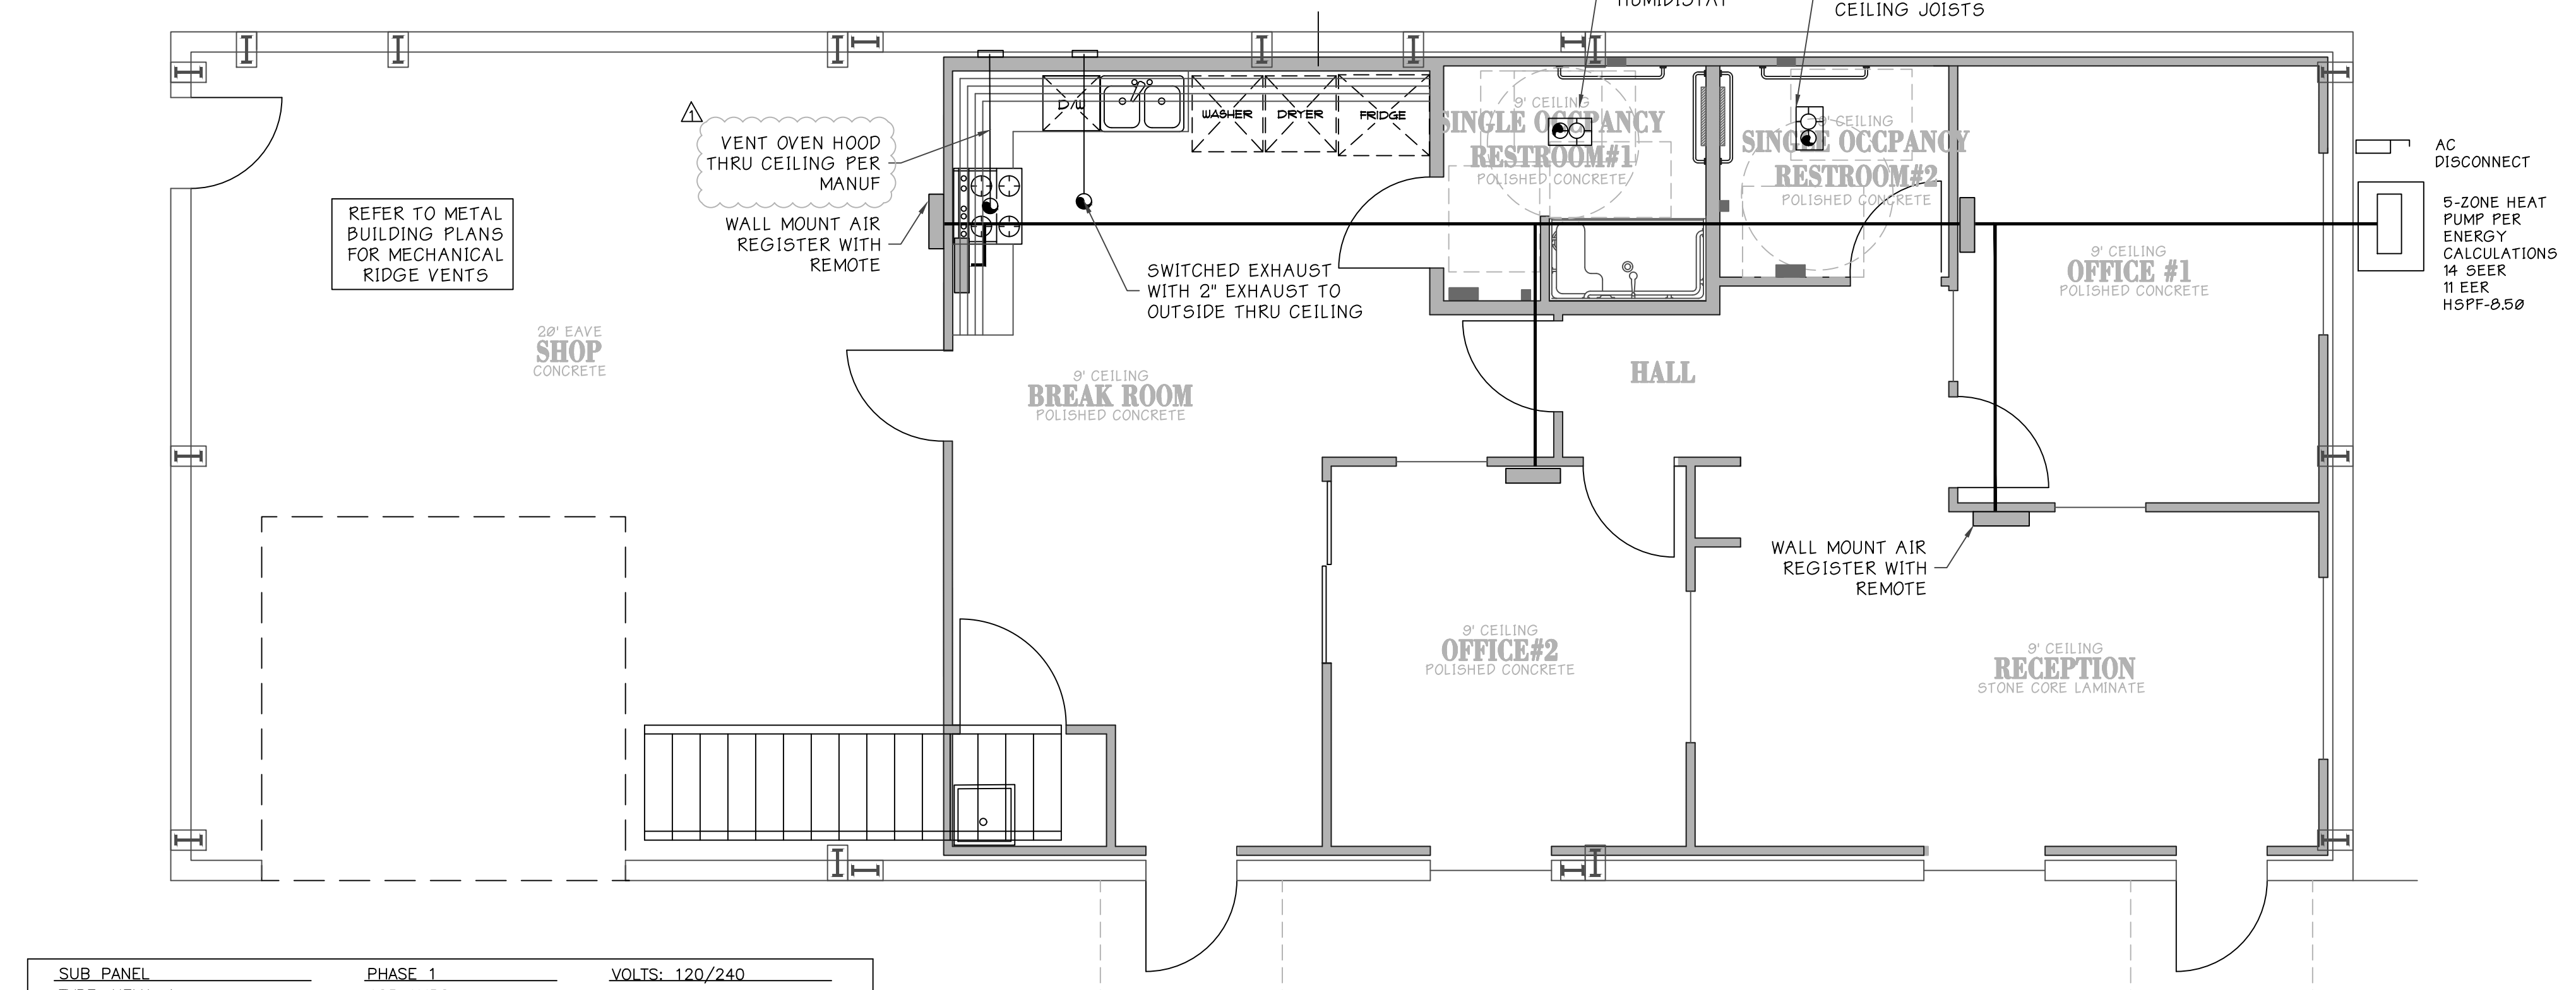 HUMIDISTAT
CEILING JOISTS
1
VENT OVEN HOOD
THRU CEILING PER
MANUF
WALL MOUNT AIR
REGISTER WITH
REMOTE
REFER TO METAL
BUILDING PLANS
FOR MECHANICAL
RIDGE VENTS
20' EAVE
SHOP
CONCRETE
D/W
WASHER
DRYER
FRIDGE
SWITCHED EXHAUST
WITH 2" EXHAUST TO
OUTSIDE THRU CEILING
9' CEILING
BREAK ROOM
POLISHED CONCRETE
9' CEILING
SINGLE OCCPANCY
RESTROOM#1
POLISHED CONCRETE
9' CEILING
SINGLE OCCPANCY
RESTROOM#2
POLISHED CONCRETE
HALL
9' CEILING
OFFICE #1
POLISHED CONCRETE
AC
DISCONNECT
5-ZONE HEAT
PUMP PER
ENERGY
CALCULATIONS
14 SEER
11 EER
HSPF-8.50
WALL MOUNT AIR
REGISTER WITH
REMOTE
9' CEILING
OFFICE#2
POLISHED CONCRETE
9' CEILING
RECEPTION
STONE CORE LAMINATE
SUB PANEL
PHASE 1
VOLTS: 120/240